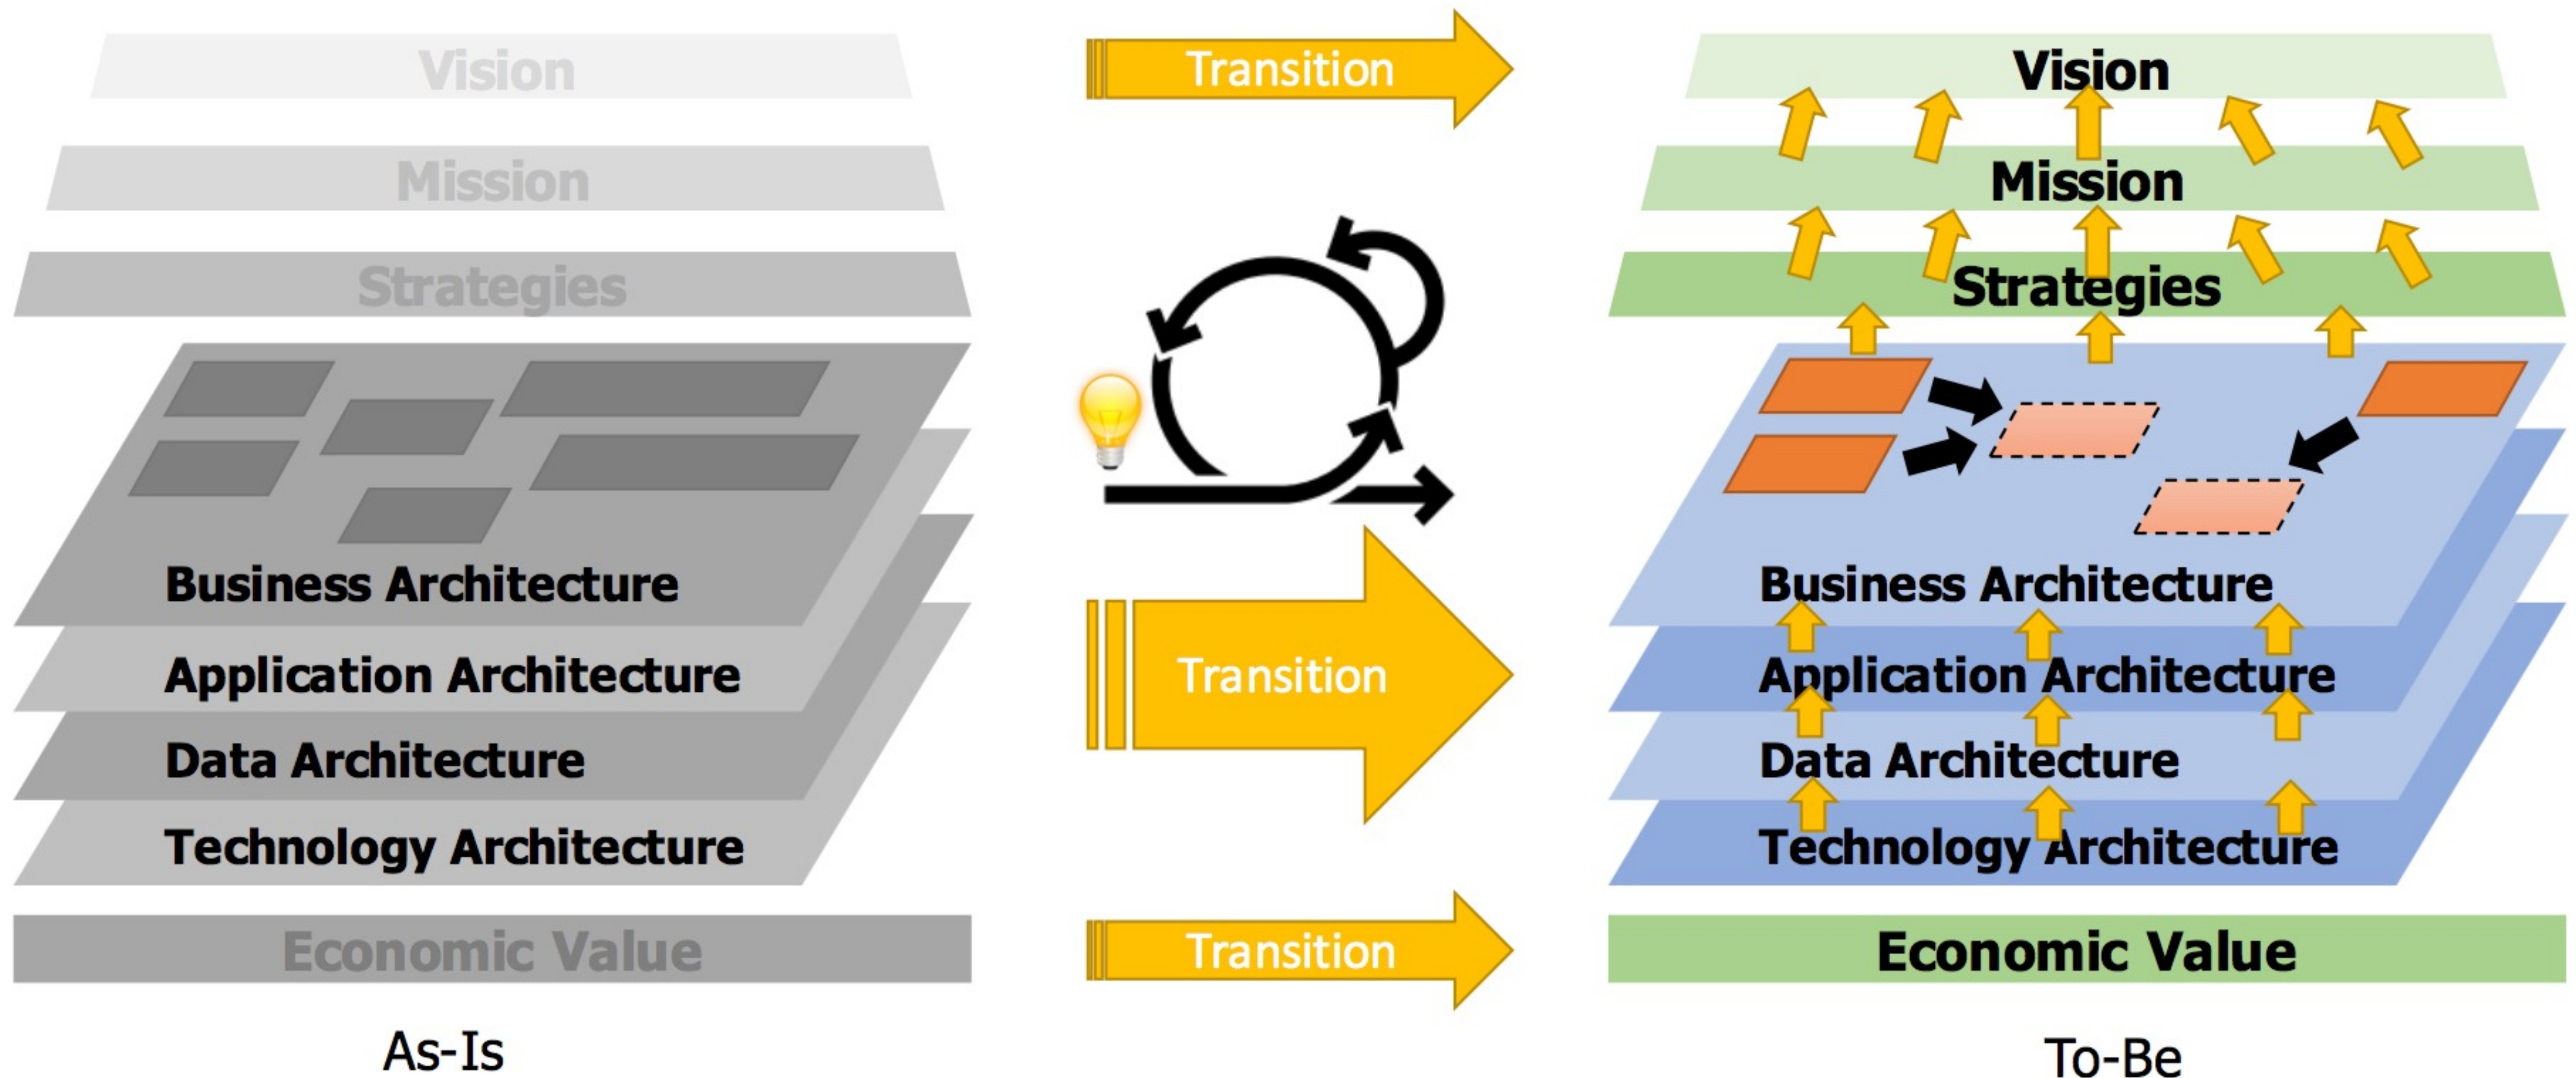 Vision
Mission
Strategies
Business Architecture
Application Architecture
Data Architecture
Technology Architecture
Economic Value
As-Is
Transition
Transition
Transition
Vision
Mission
Strategies
Business Architecture
Application Architecture
Data Architecture
Technology Architecture
Economic Value
To-Be